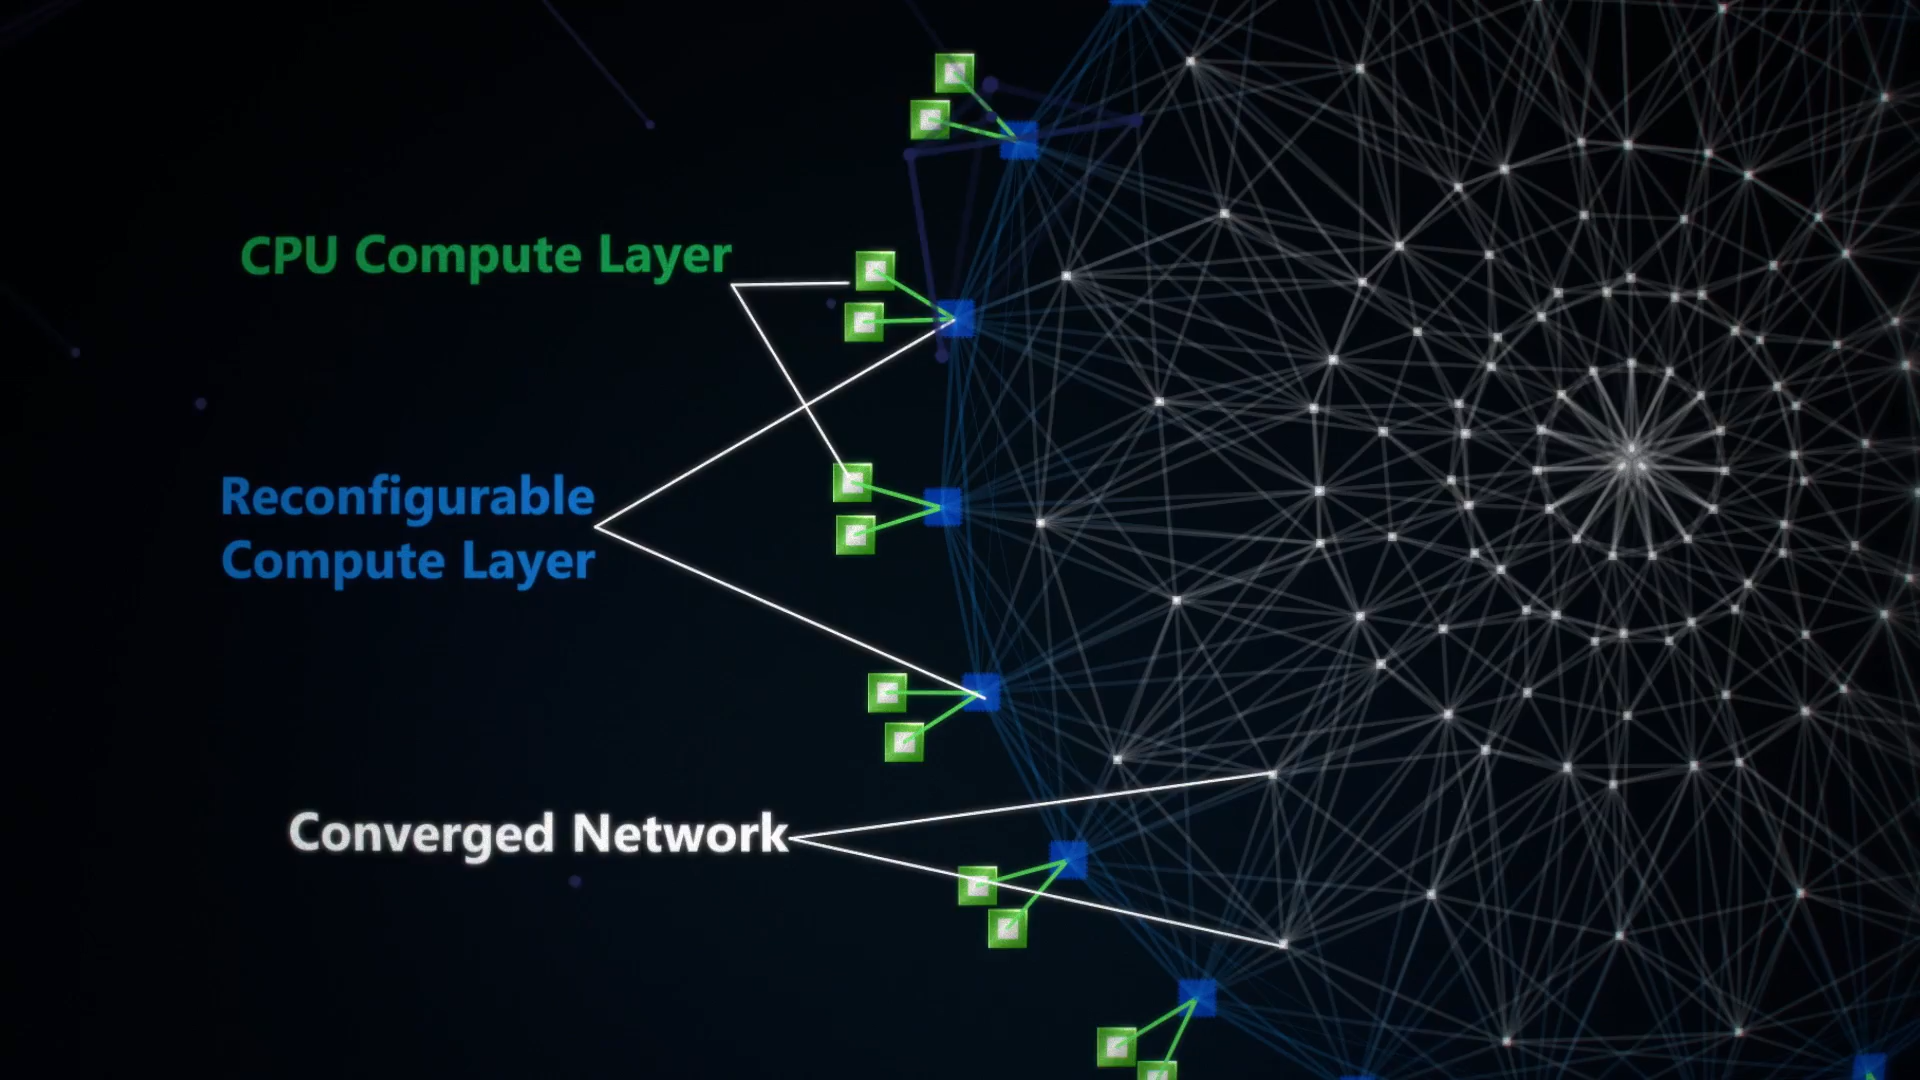 CPU Compute Layer
Reconfigurable
Compute Layer
Converged Network